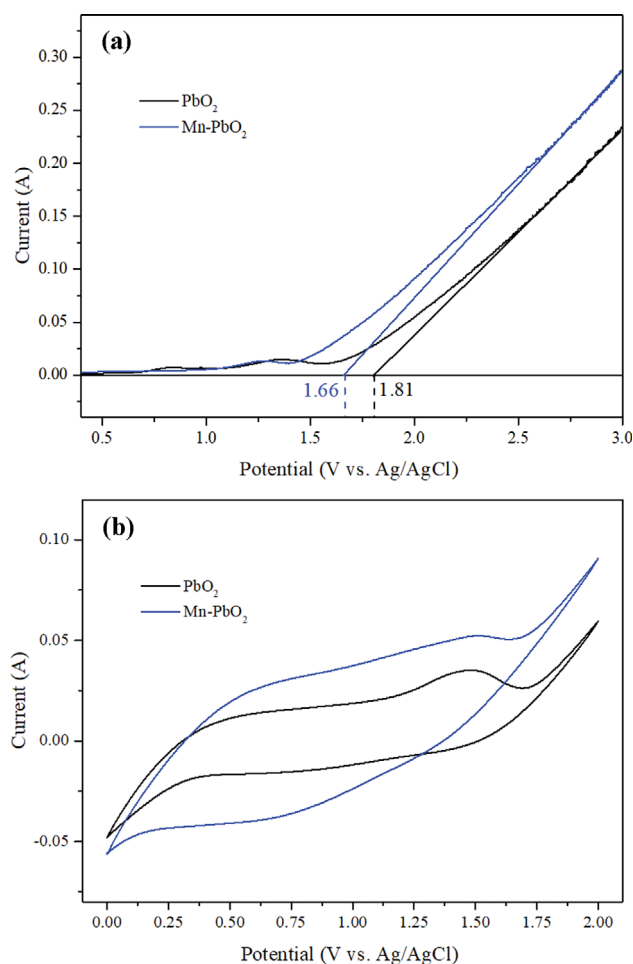 (a)
0.30
0.25
0.20
0.15
0.10
0.05
0.00
Current (A)
PbO₂
Mn-PbO₂
1.66
1.81
0.5 1.0 1.5 2.0 2.5 3.0
Potential (V vs. Ag/AgCl)
(b)
0.10
0.05
0.00
-0.05
Current (A)
PbO₂
Mn-PbO₂
0.00 0.25 0.50 0.75 1.00 1.25 1.50 1.75 2.00
Potential (V vs. Ag/AgCl)